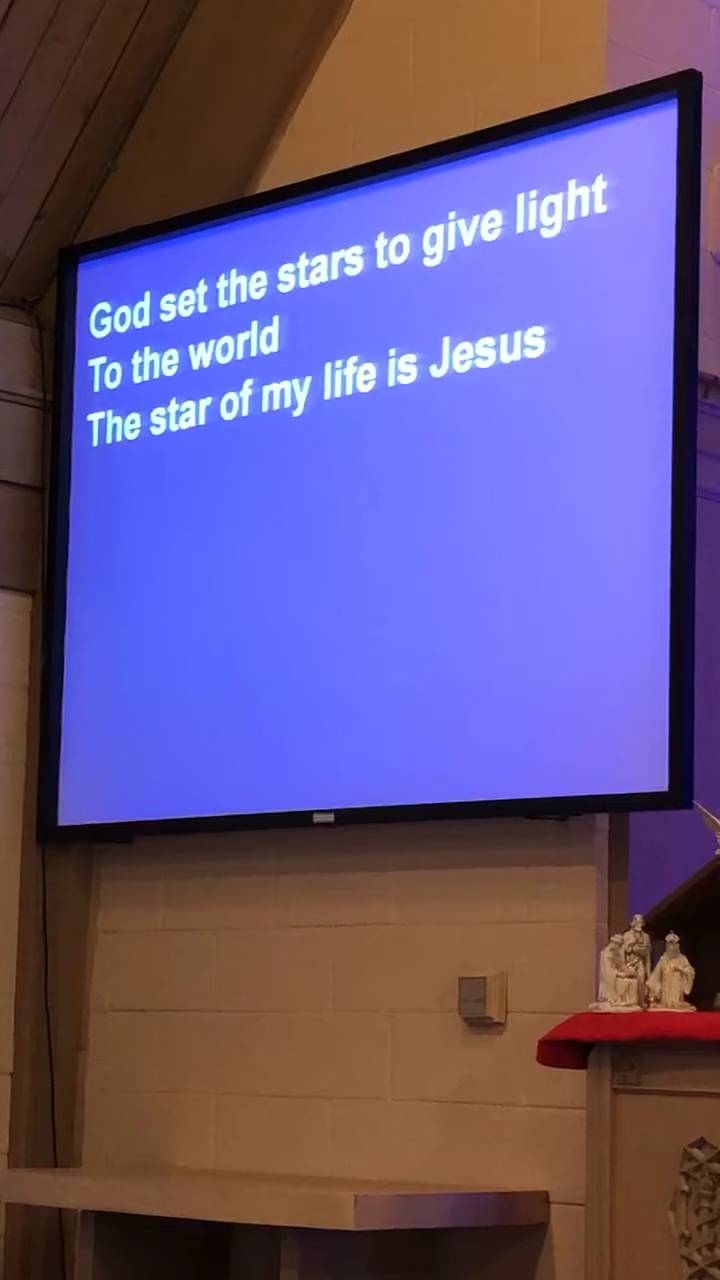 God set the stars to give light
To the world
The star of my life is Jesus